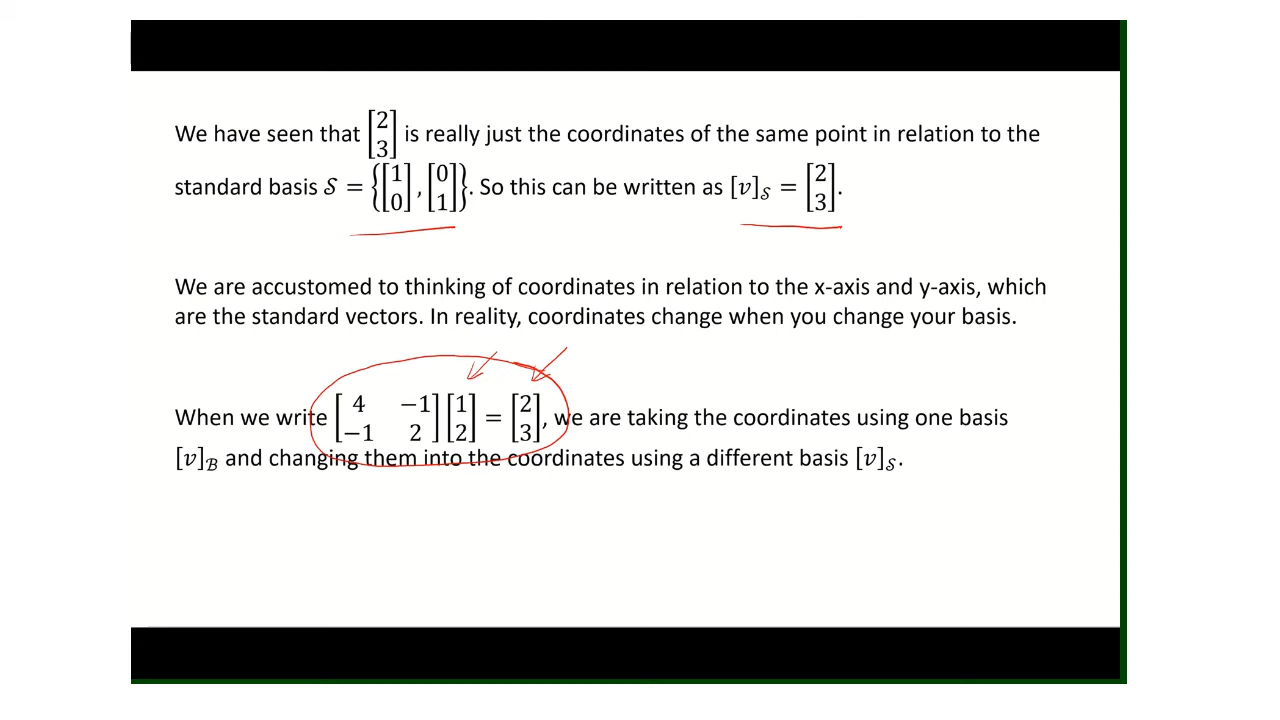 We have seen that [2 3] is really just the coordinates of the same point in relation to the
standard basis 𝒮 = {[1 0], [0 1]}. So this can be written as [v]𝒮 = [2 3].
We are accustomed to thinking of coordinates in relation to the x-axis and y-axis, which
are the standard vectors. In reality, coordinates change when you change your basis.
When we write [4 −1 −1 2] [1 2] = [2 3], we are taking the coordinates using one basis
[v]ℬ and changing them into the coordinates using a different basis [v]𝒮.